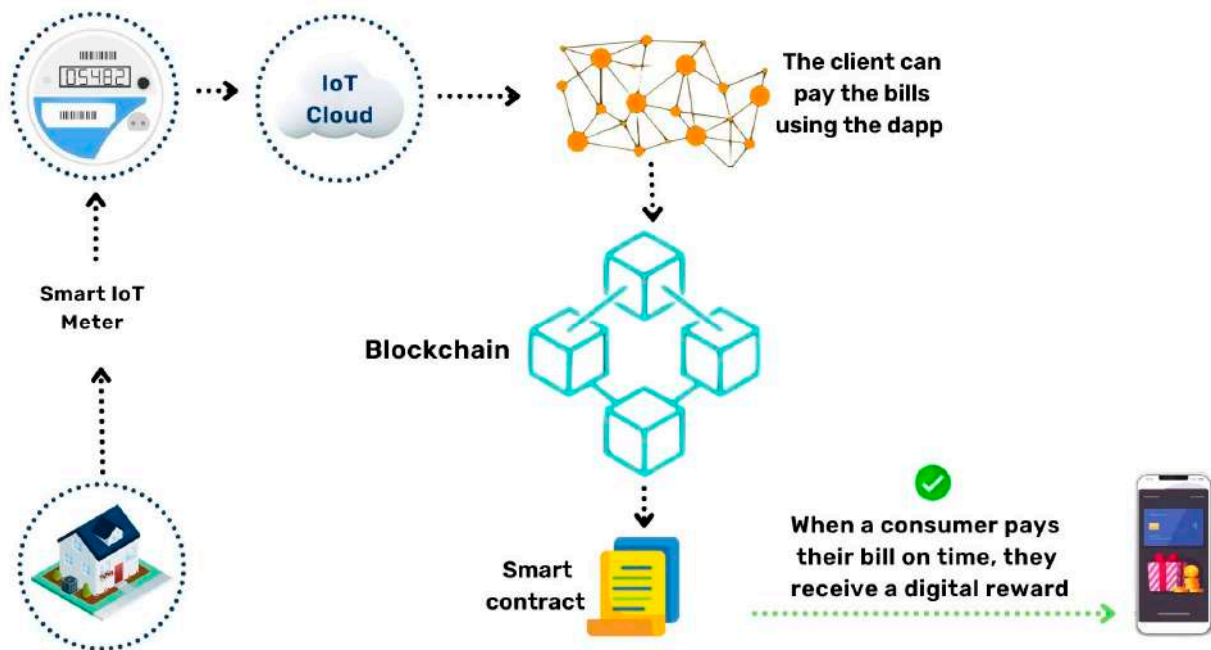 05482
IoT
Cloud
The client can
pay the bills
using the dapp
Smart IoT
Meter
Blockchain
Smart
contract
When a consumer pays
their bill on time, they
receive a digital reward